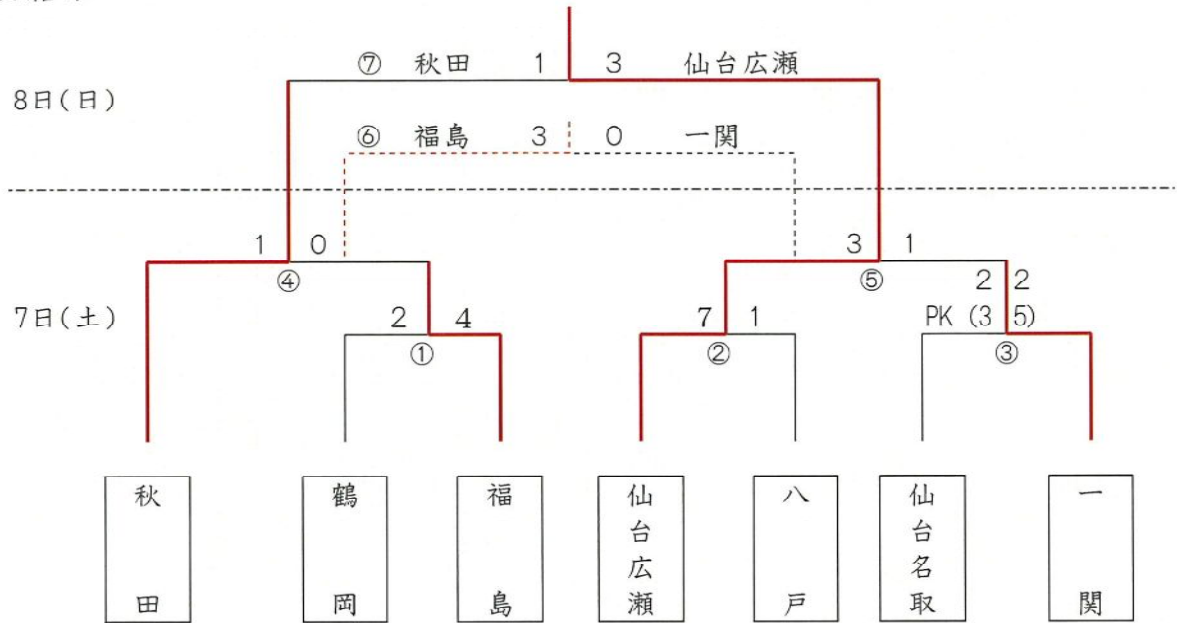 ⑦ 秋田 1 3 仙台広瀬
8日(日)
⑥ 福島 3 0 一関
1 0 3 1
④ ⑤
2 2
7日(土)
2 4 7 1 PK (3 5)
① ② ③
秋田 鶴岡 福島 仙台広瀬 八戸 仙台名取 一関